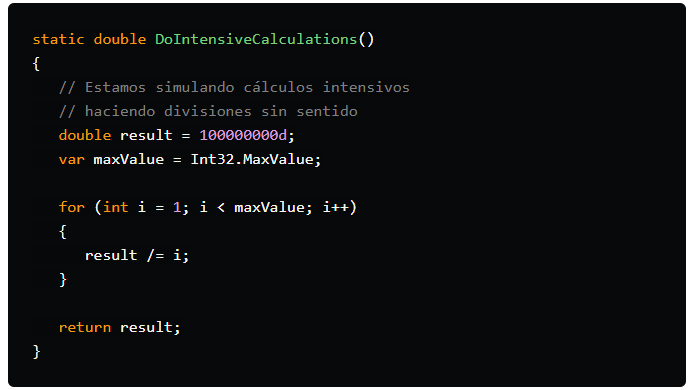 static double DoIntensiveCalculations()
{
// Estamos simulando cálculos intensivos
// haciendo divisiones sin sentido
double result = 100000000d;
var maxValue = Int32.MaxValue;
for (int i = 1; i < maxValue; i++)
{
result /= i;
}
return result;
}